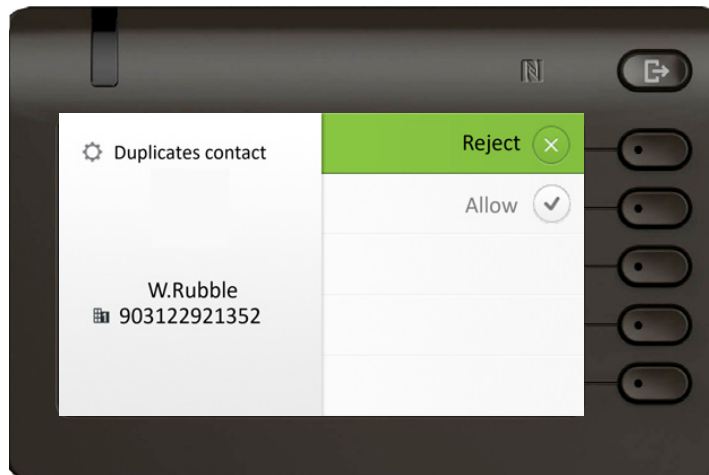 Duplicates contact
W.Rubble
903122921352
Reject
Allow